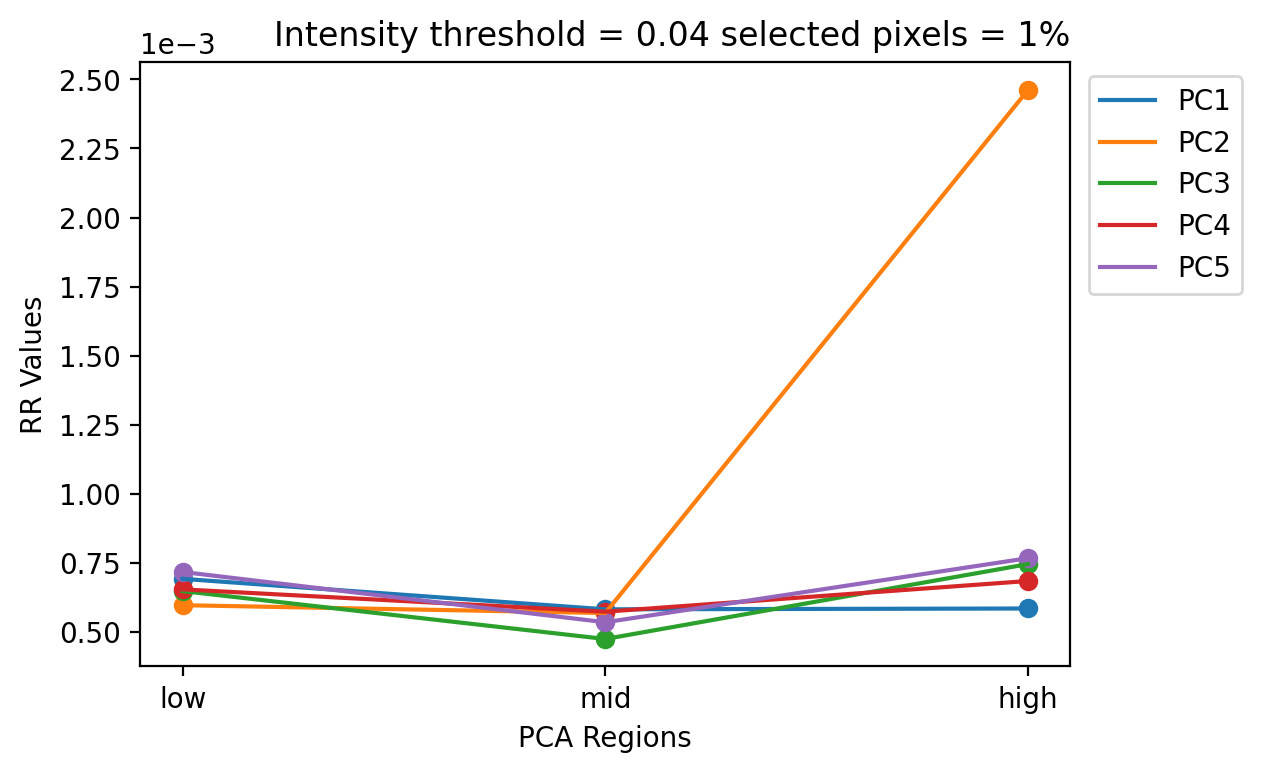 Intensity threshold = 0.04 selected pixels = 1%
1e−3
2.50
2.25
2.00
1.75
1.50
1.25
1.00
0.75
0.50
RR Values
low
mid
high
PCA Regions
PC1
PC2
PC3
PC4
PC5